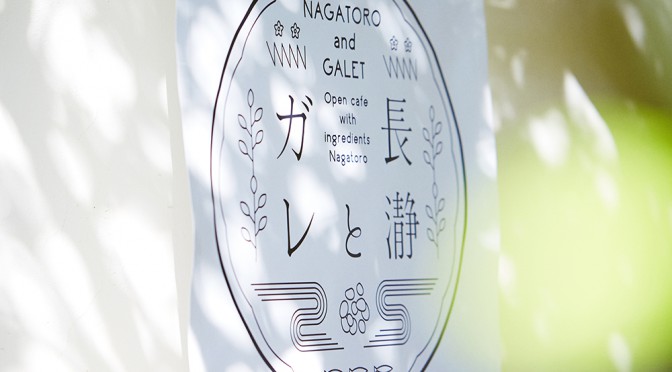 NAGATORO
and
GALET
Open cafe
with
ingredients
Nagatoro
長瀞
と
ガレ